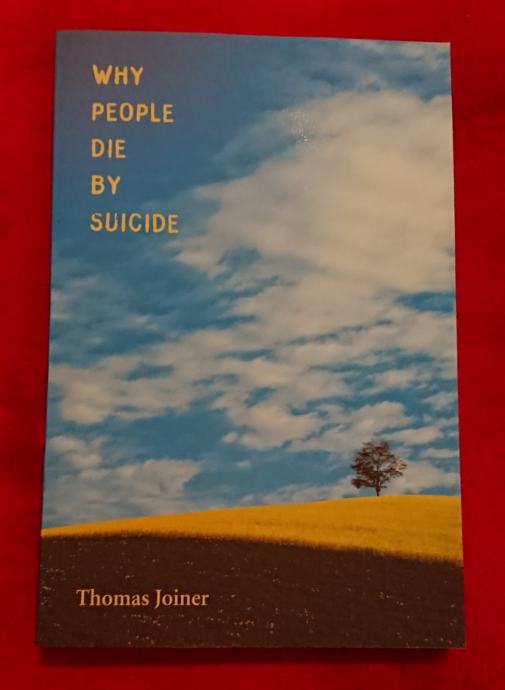 WHY
PEOPLE
DIE
BY
SUICIDE
Thomas Joiner